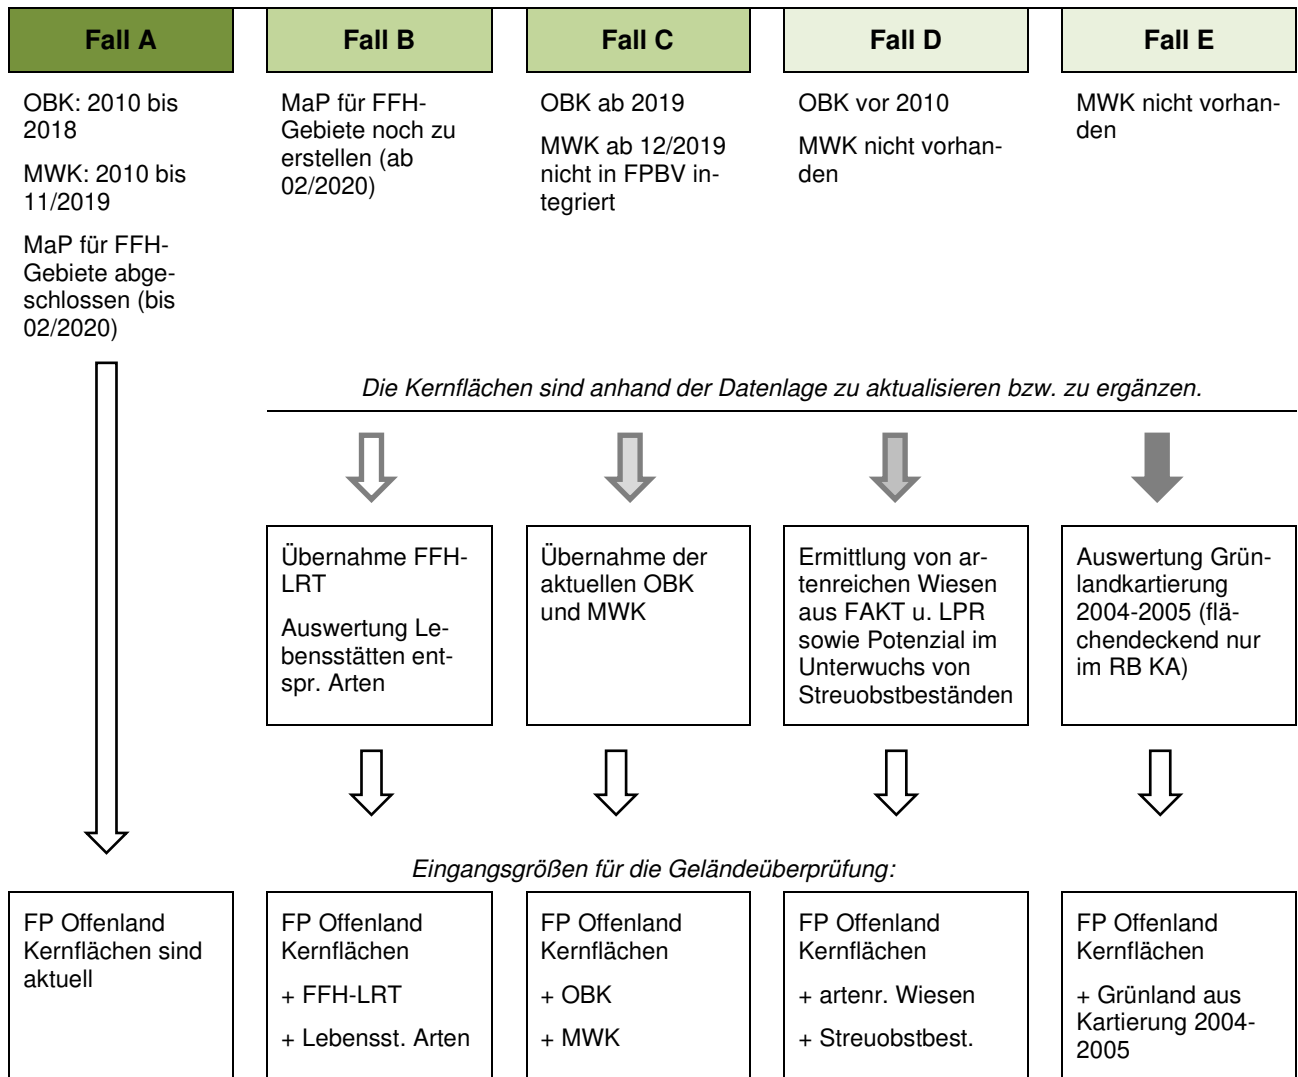 Fall A
Fall B
Fall C
Fall D
Fall E
OBK: 2010 bis
2018
MWK: 2010 bis
11/2019
MaP für FFH-
Gebiete abge-
schlossen (bis
02/2020)
MaP für FFH-
Gebiete noch zu
erstellen (ab
02/2020)
OBK ab 2019
MWK ab 12/2019
nicht in FPBV in-
tegriert
OBK vor 2010
MWK nicht vorhan-
den
MWK nicht vorhan-
den
Die Kernflächen sind anhand der Datenlage zu aktualisieren bzw. zu ergänzen.
Übernahme FFH-
LRT
Auswertung Le-
bensstätten ent-
spr. Arten
Übernahme der
aktuellen OBK
und MWK
Ermittlung von ar-
tenreichen Wiesen
aus FAKT u. LPR
sowie Potenzial im
Unterwuchs von
Streuobstbeständen
Auswertung Grün-
landkartierung
2004-2005 (flä-
chendeckend nur
im RB KA)
Eingangsgrößen für die Geländeüberprüfung:
FP Offenland
Kernflächen sind
aktuell
FP Offenland
Kernflächen
+ FFH-LRT
+ Lebensst. Arten
FP Offenland
Kernflächen
+ OBK
+ MWK
FP Offenland
Kernflächen
+ artenr. Wiesen
+ Streuobstbest.
FP Offenland
Kernflächen
+ Grünland aus
Kartierung 2004-
2005